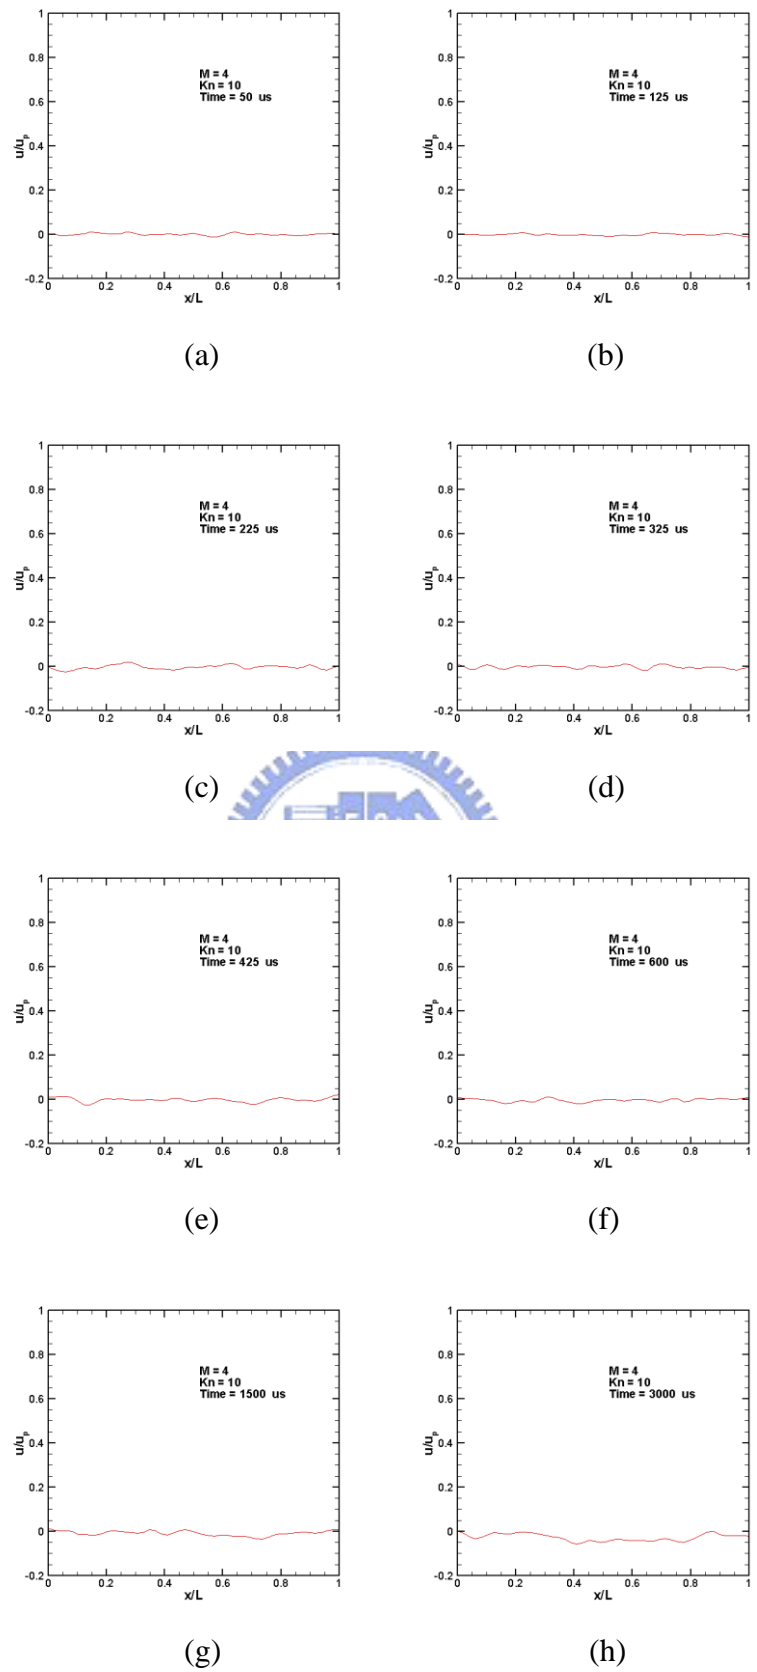 1
0.8
0.6
0.4
0.2
0
-0.2
u/up
0 0.2 0.4 0.6 0.8 1
x/L
M = 4
Kn = 10
Time = 50 us
(a)
1
0.8
0.6
0.4
0.2
0
-0.2
u/up
0 0.2 0.4 0.6 0.8 1
x/L
M = 4
Kn = 10
Time = 125 us
(b)
1
0.8
0.6
0.4
0.2
0
-0.2
u/up
0 0.2 0.4 0.6 0.8 1
x/L
M = 4
Kn = 10
Time = 225 us
(c)
1
0.8
0.6
0.4
0.2
0
-0.2
u/up
0 0.2 0.4 0.6 0.8 1
x/L
M = 4
Kn = 10
Time = 325 us
(d)
1
0.8
0.6
0.4
0.2
0
-0.2
u/up
0 0.2 0.4 0.6 0.8 1
x/L
M = 4
Kn = 10
Time = 425 us
(e)
1
0.8
0.6
0.4
0.2
0
-0.2
u/up
0 0.2 0.4 0.6 0.8 1
x/L
M = 4
Kn = 10
Time = 600 us
(f)
1
0.8
0.6
0.4
0.2
0
-0.2
u/up
0 0.2 0.4 0.6 0.8 1
x/L
M = 4
Kn = 10
Time = 1500 us
(g)
1
0.8
0.6
0.4
0.2
0
-0.2
u/up
0 0.2 0.4 0.6 0.8 1
x/L
M = 4
Kn = 10
Time = 3000 us
(h)